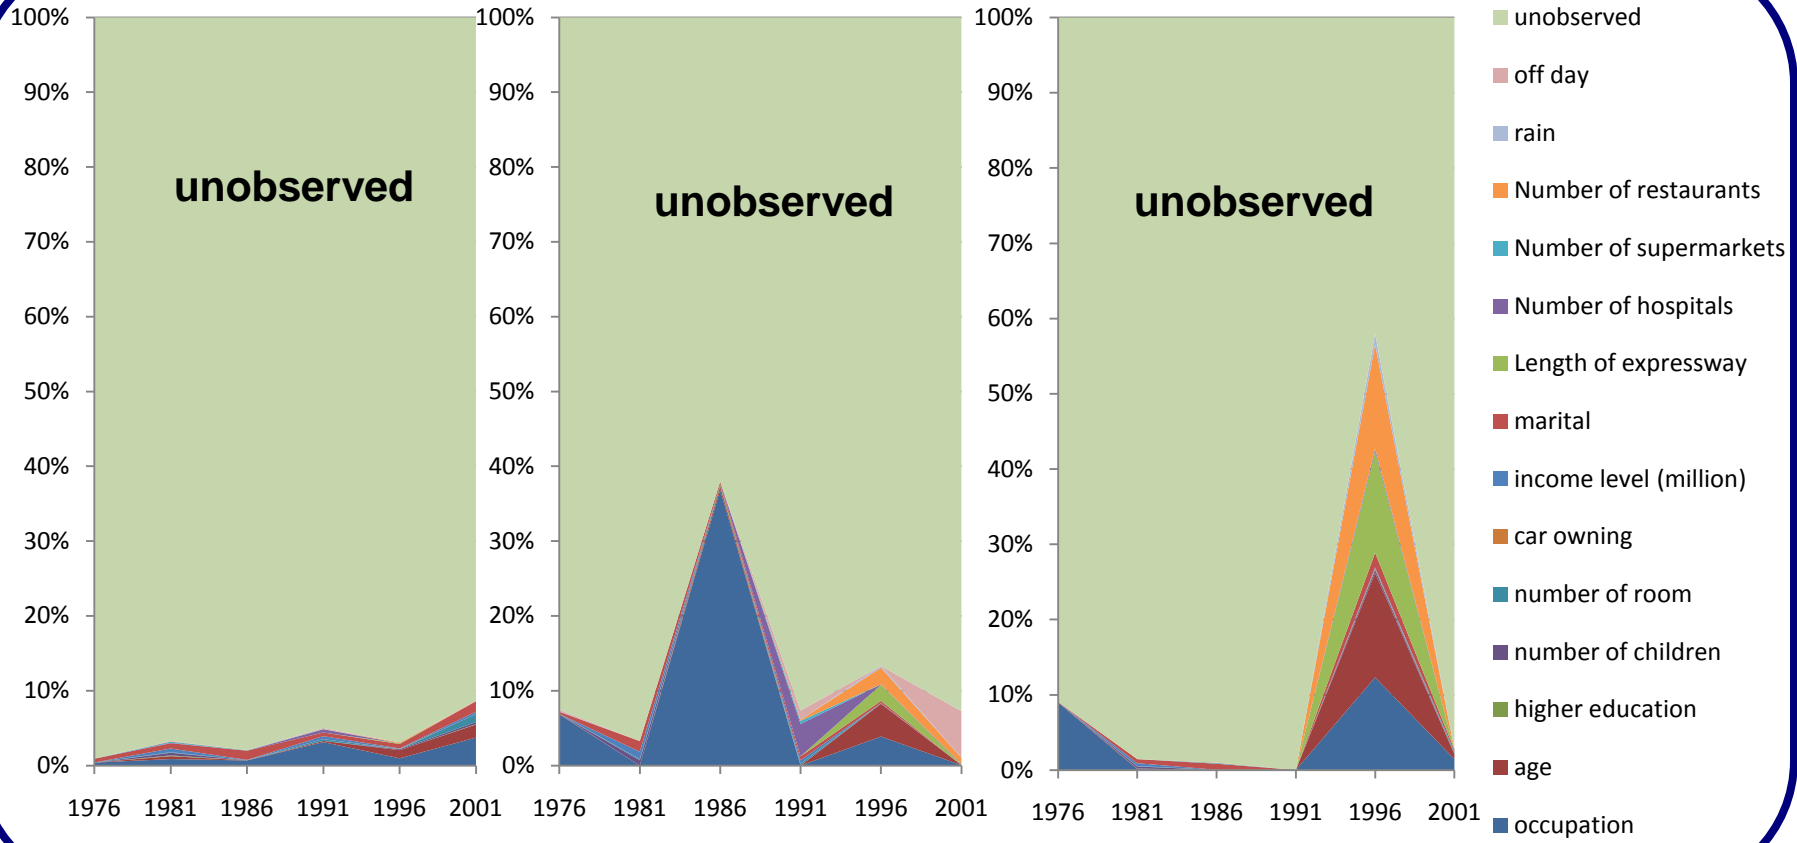 100%
90%
80%
70%
60%
50%
40%
30%
20%
10%
0%
unobserved
1976 1981 1986 1991 1996 2001
100%
90%
80%
70%
60%
50%
40%
30%
20%
10%
0%
unobserved
1976 1981 1986 1991 1996 2001
100%
90%
80%
70%
60%
50%
40%
30%
20%
10%
0%
unobserved
1976 1981 1986 1991 1996 2001
unobserved
off day
rain
Number of restaurants
Number of supermarkets
Number of hospitals
Length of expressway
marital
income level (million)
car owning
number of room
number of children
higher education
age
occupation